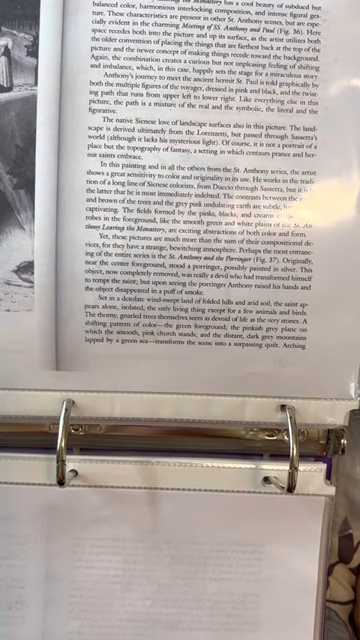 the Monastery has a cool beauty of subdued but
balanced color, harmonious interlocking composition, and intense figural ges-
ture. These characteristics are present in other St. Anthony scenes, but are espe-
cially evident in the charming Meeting of SS. Anthony and Paul (Fig. 36). Here
space recedes both into the picture and up its surface, as the artist utilizes both
the older convention of placing the things that are farthest back at the top of the
picture and the newer concept of making things recede toward the background.
Again, the combination creates a curious but not unpleasing feeling of shifting
and imbalance, which, in this case, happily sets the stage for a miraculous story.
Anthony's journey to meet the ancient hermit St. Paul is told graphically by
both the multiple figures of the voyager, dressed in pink and black, and the twist-
ing path that runs from upper left to lower right. Like everything else in this
picture, the path is a mixture of the real and the symbolic, the literal and the
figurative.
The native Sienese love of landscape surfaces also in this picture. The land-
scape is derived ultimately from the Lorenzetti, but passed through Sassetta's
world (although it lacks his mysterious light). Of course, it is not a portrait of a
place but the topography of fantasy, a setting in which centaurs prance and her-
mit saints embrace.
In this painting and in all the others from the St. Anthony series, the artist
shows a great sensitivity to color and originality in its use. He works in the tradi-
tion of a long line of Sienese colorists, from Duccio through Sassetta, but it is
the latter that he is most immediately indebted. The contrasts between the
and brown of the trees and the grey pink undulating earth are subtle,
captivating. The fields formed by the pinks, blacks, and creams of
robes in the foreground, like the smooth green and white plains of the St. An-
thony Leaving the Monastery, are exciting abstractions of both color and form.
Yet, these pictures are much more than the sum of their compositional de-
vices, for they have a strange, bewitching atmosphere. Perhaps the most entranc-
ing of the entire series is the St. Anthony and the Porringer (Fig. 37). Originally,
near the center foreground, stood a porringer, possibly painted in silver. This
object, now completely removed, was really a devil who had transformed himself
to tempt the saint; but upon seeing the porringer Anthony raised his hands and
the object disappeared in a puff of smoke.
Set in a desolate wind-swept land of folded hills and arid soil, the saint ap-
pears alone, isolated, the only living thing except for a few animals and birds.
The thorny, gnarled trees themselves seem as devoid of life as the very stones. A
shifting pattern of color—the green foreground; the pinkish grey plane on
which the smooth, pink church stands; and the distant, dark grey mountains
lapped by a green sea—transforms the scene into a surpassing quilt. Arching